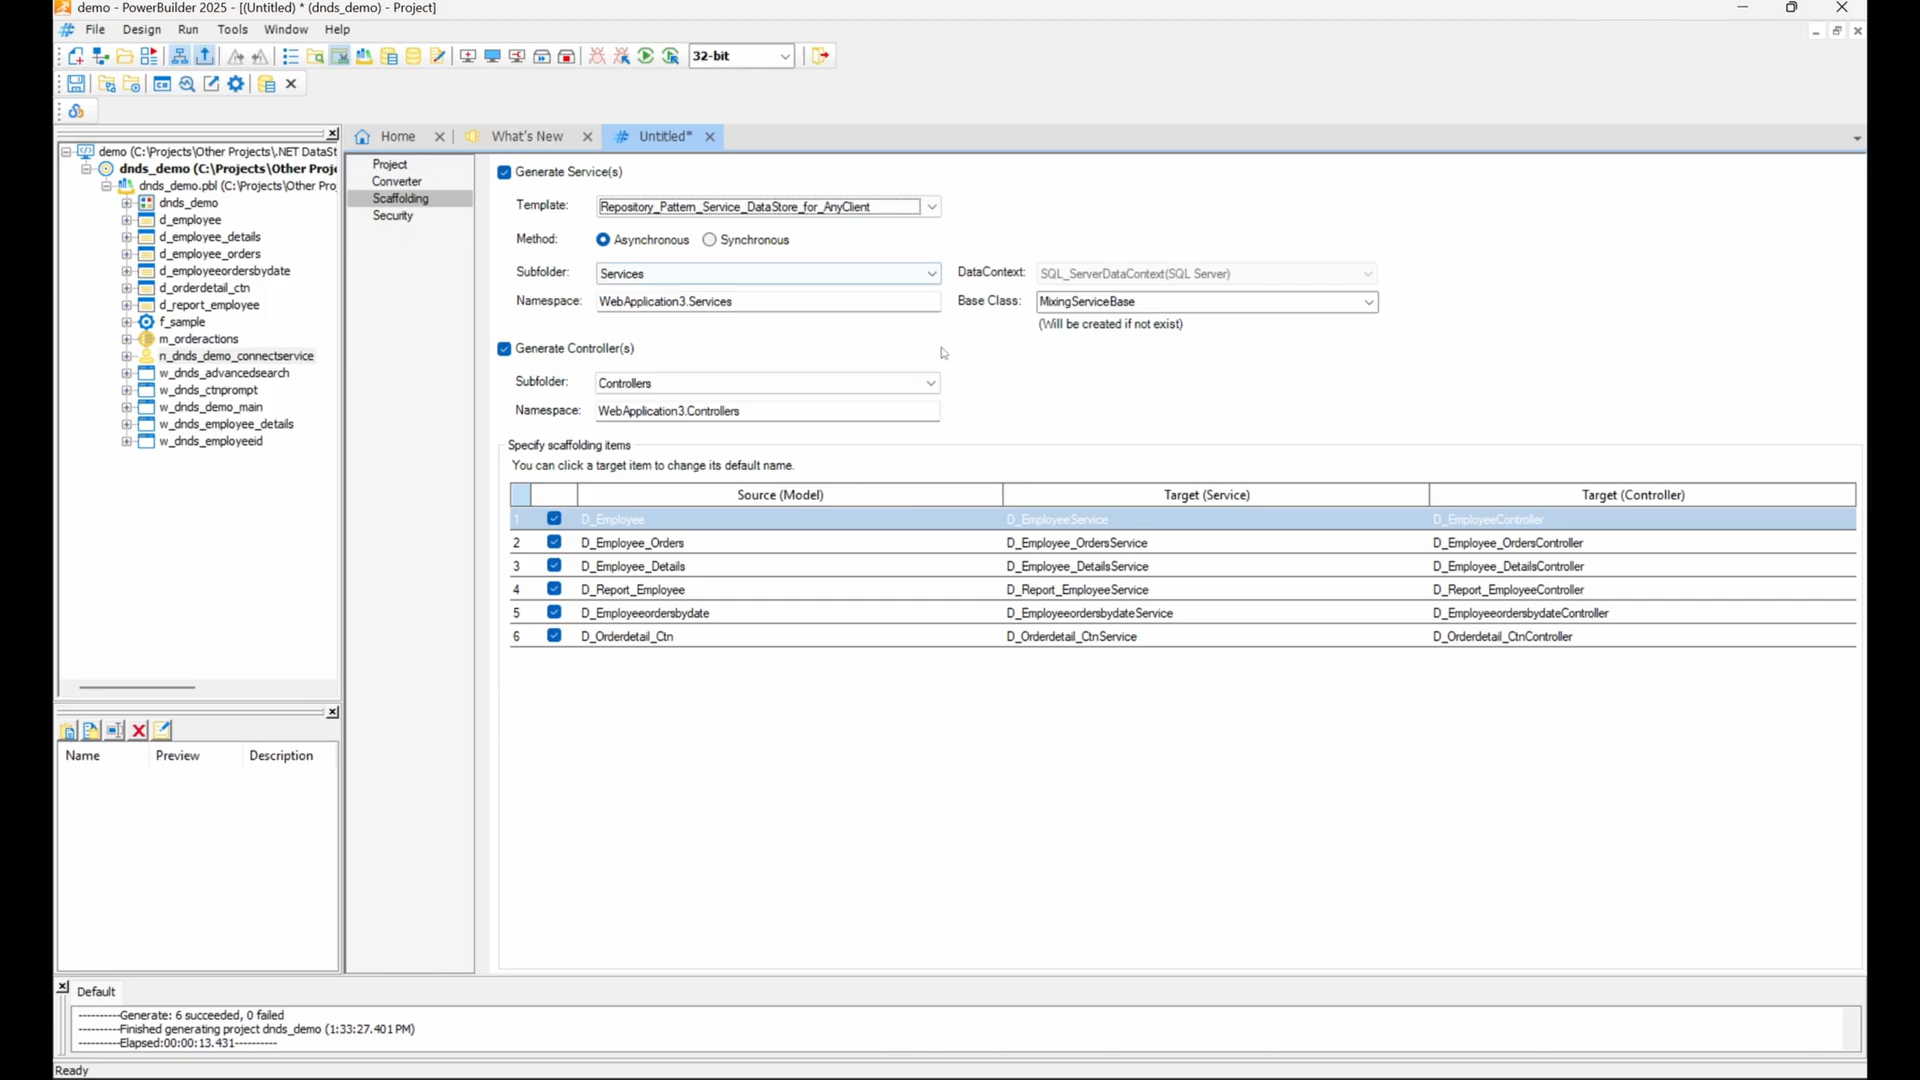 demo - PowerBuilder 2025 - [(Untitled) * (dnds_demo) - Project]
File Design Run Tools Window Help
32-bit
Home
What's New
Untitled*
demo (C:\Projects\Other Projects\.NET DataSt
dnds_demo (C:\Projects\Other Proje
dnds_demo.pbl (C:\Projects\Other Pro
dnds_demo
d_employee
d_employee_details
d_employee_orders
d_employeeordersbydate
d_orderdetail_ctn
d_report_employee
f_sample
m_orderactions
n_dnds_demo_connectservice
w_dnds_advancedsearch
w_dnds_ctnprompt
w_dnds_demo_main
w_dnds_employee_details
w_dnds_employeeid
Name Preview Description
Project
Converter
Scaffolding
Security
Generate Service(s)
Template: Repository_Pattern_Service_DataStore_for_AnyClient
Method: Asynchronous Synchronous
Subfolder: Services DataContext: SQL_ServerDataContext(SQL Server)
Namespace: WebApplication3.Services Base Class: MixingServiceBase
(Will be created if not exist)
Generate Controller(s)
Subfolder: Controllers
Namespace: WebApplication3.Controllers
Specify scaffolding items
You can click a target item to change its default name.
Source (Model) Target (Service) Target (Controller)
1 D_Employee D_EmployeeService D_EmployeeController
2 D_Employee_Orders D_Employee_OrdersService D_Employee_OrdersController
3 D_Employee_Details D_Employee_DetailsService D_Employee_DetailsController
4 D_Report_Employee D_Report_EmployeeService D_Report_EmployeeController
5 D_Employeeordersbydate D_EmployeeordersbydateService D_EmployeeordersbydateController
6 D_Orderdetail_Ctn D_Orderdetail_CtnService D_Orderdetail_CtnController
Default
----------Generate: 6 succeeded, 0 failed
----------Finished generating project dnds_demo (1:33:27.401 PM)
----------Elapsed:00:00:13.431----------
Ready